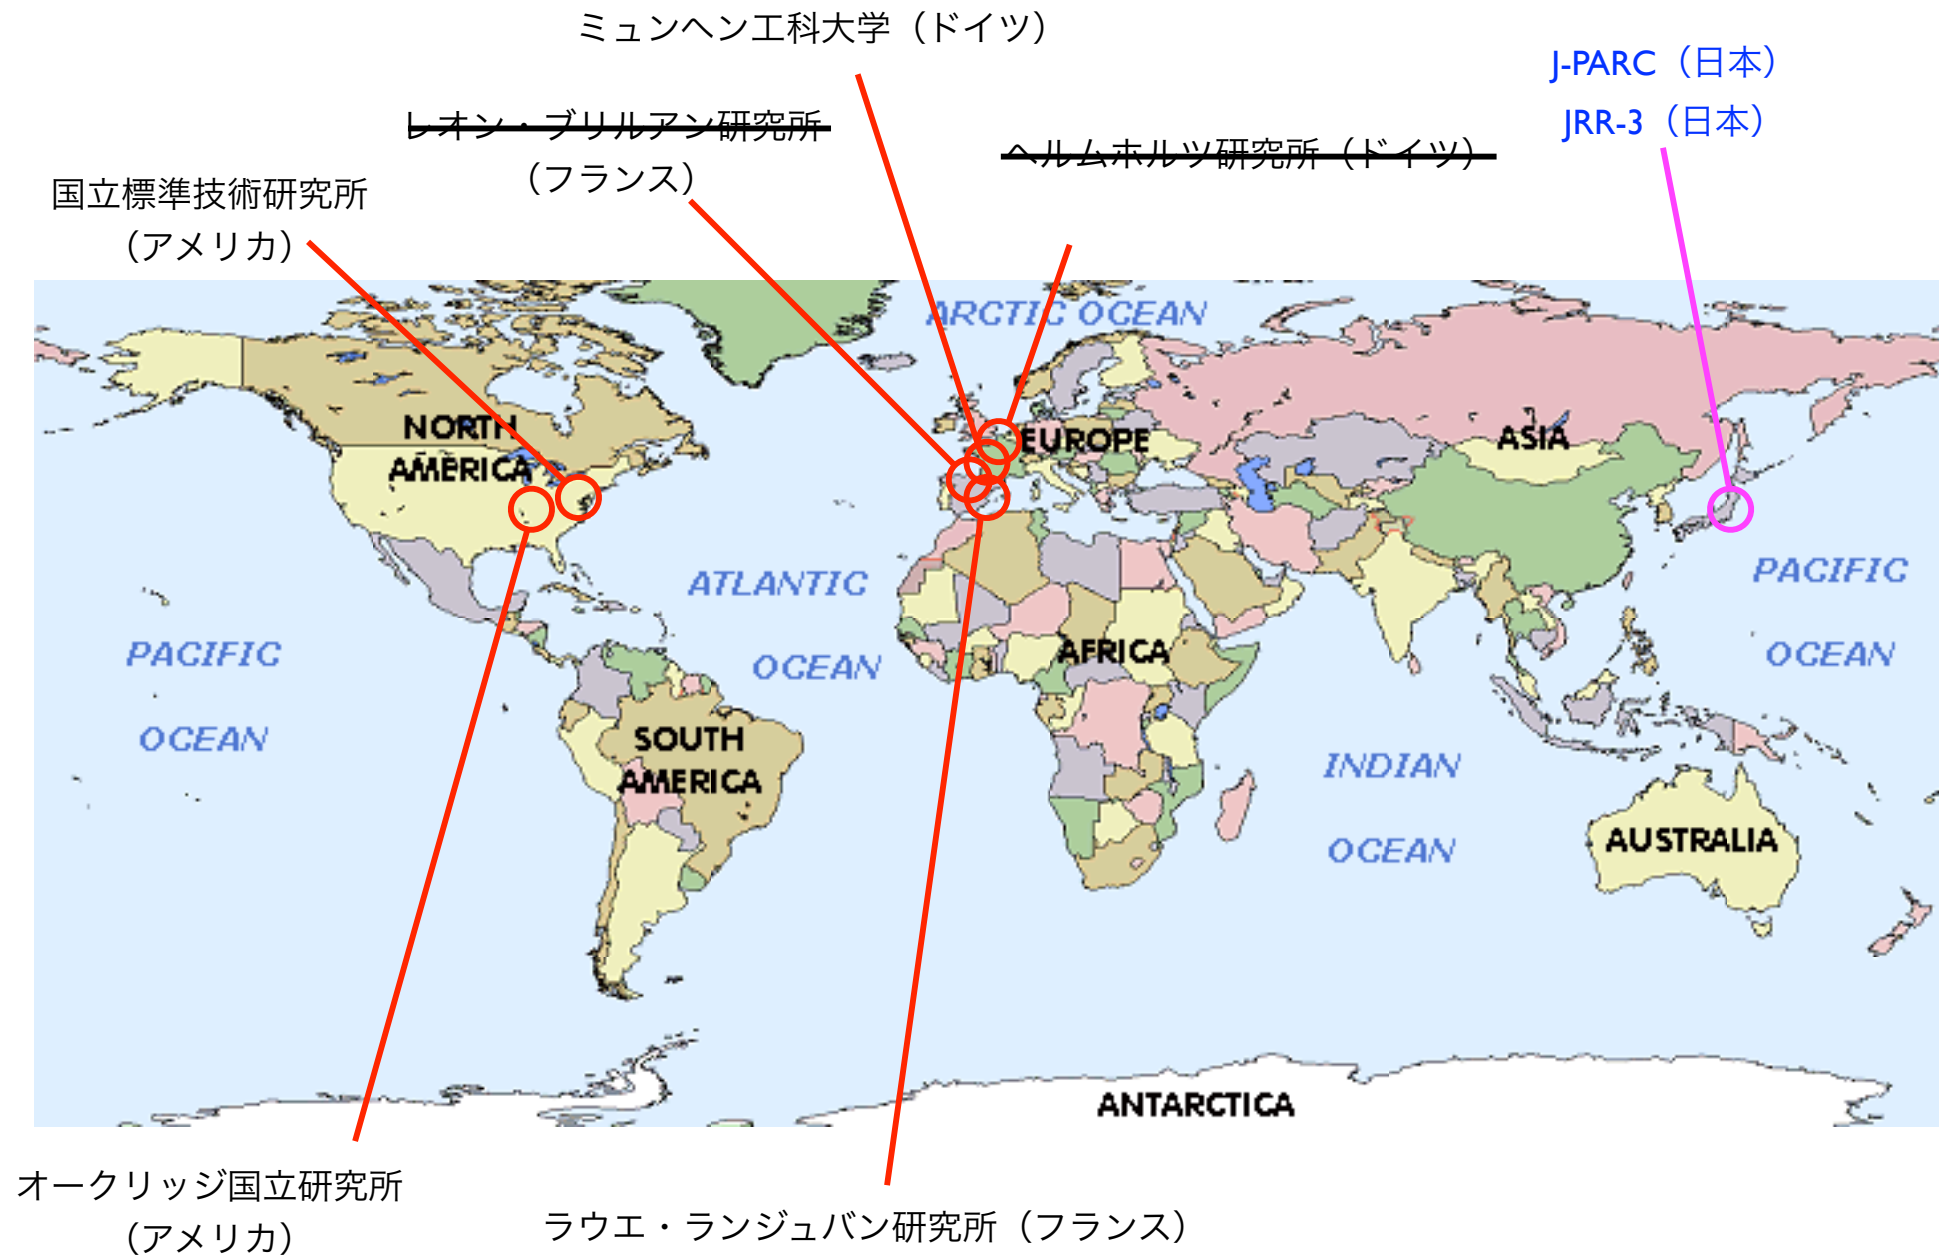 ミュンヘン工科大学（ドイツ）
J-PARC（日本）
JRR-3（日本）
レオン・ブリルアン研究所
（フランス）
ヘルムホルツ研究所（ドイツ）
国立標準技術研究所
（アメリカ）
ARCTIC OCEAN
NORTH
AMERICA
EUROPE
ASIA
ATLANTIC
OCEAN
PACIFIC
OCEAN
PACIFIC
OCEAN
AFRICA
SOUTH
AMERICA
INDIAN
OCEAN
AUSTRALIA
ANTARCTICA
オークリッジ国立研究所
（アメリカ）
ラウエ・ランジュバン研究所（フランス）